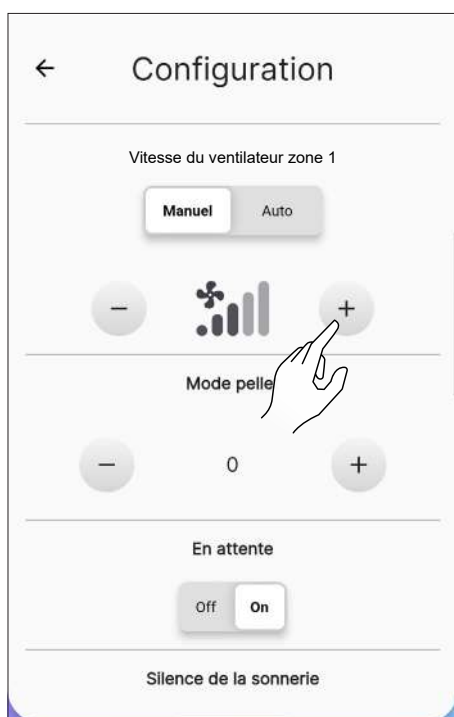 ← Configuration
Vitesse du ventilateur zone 1
Manuel Auto
− +
Mode pelle
− 0 +
En attente
Off On
Silence de la sonnerie